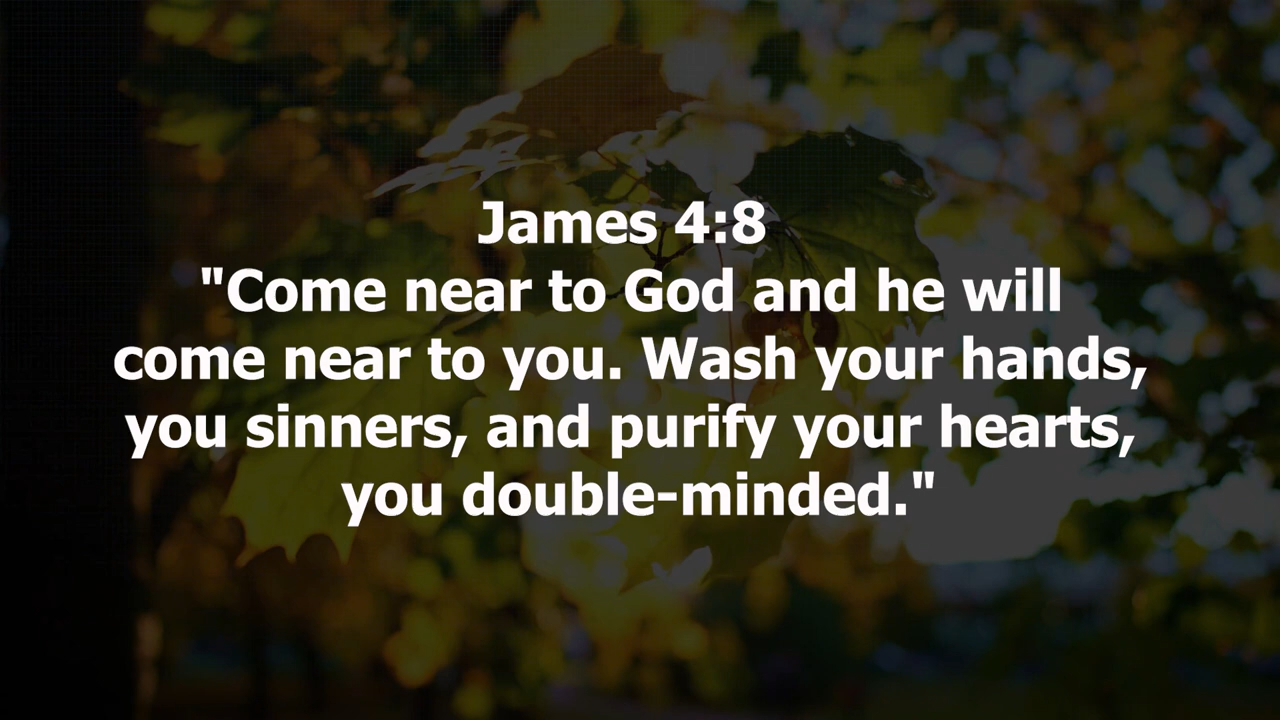 James 4:8
"Come near to God and he will
come near to you. Wash your hands,
you sinners, and purify your hearts,
you double-minded."